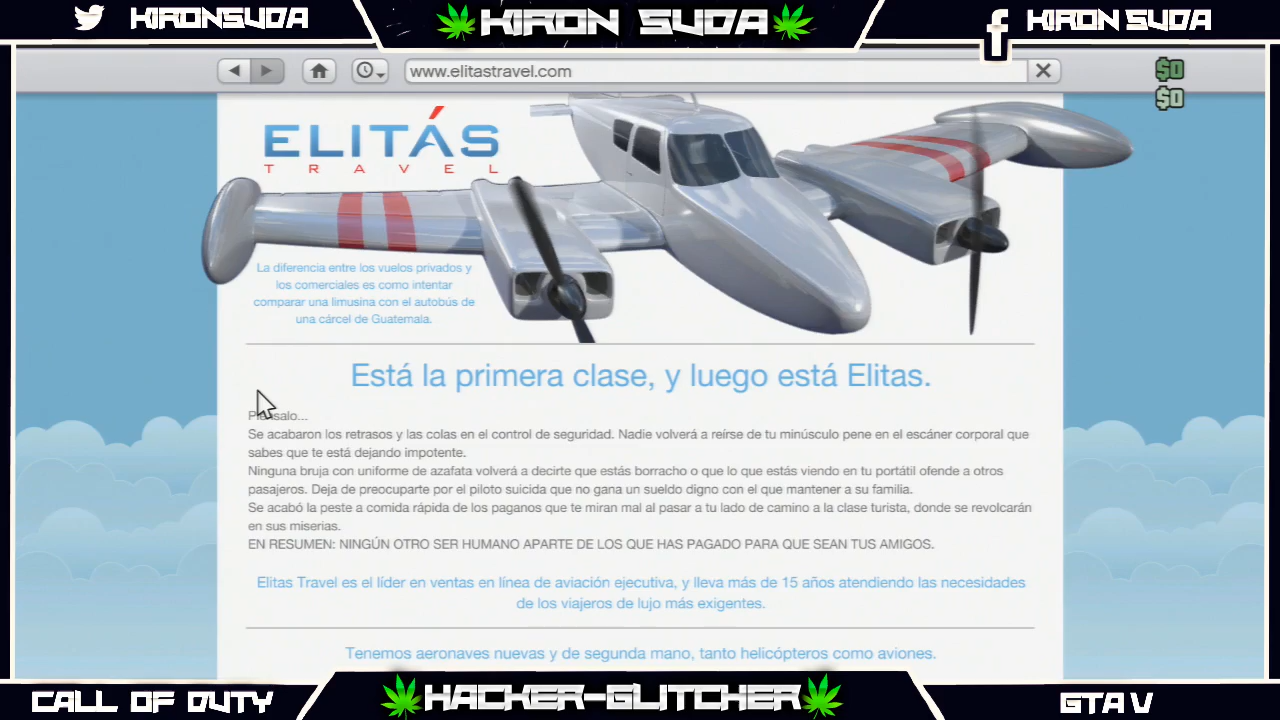 KIRONSUDA
KIRON SUDA
KIRON SUDA
www.elitastravel.com
$0
$0
ELITÁS
TRAVEL
La diferencia entre los vuelos privados y
los comerciales es como intentar
comparar una limusina con el autobús de
una cárcel de Guatemala.
Está la primera clase, y luego está Elitas.
Piénsalo...
Se acabaron los retrasos y las colas en el control de seguridad. Nadie volverá a reírse de tu minúsculo pene en el escáner corporal que
sabes que te está dejando impotente.
Ninguna bruja con uniforme de azafata volverá a decirte que estás borracho o que lo que estás viendo en tu portátil ofende a otros
pasajeros. Deja de preocuparte por el piloto suicida que no gana un sueldo digno con el que mantener a su familia.
Se acabó la peste a comida rápida de los paganos que te miran mal al pasar a tu lado de camino a la clase turista, donde se revolcarán
en sus miserias.
EN RESUMEN: NINGÚN OTRO SER HUMANO APARTE DE LOS QUE HAS PAGADO PARA QUE SEAN TUS AMIGOS.
Elitas Travel es el líder en ventas en línea de aviación ejecutiva, y lleva más de 15 años atendiendo las necesidades
de los viajeros de lujo más exigentes.
Tenemos aeronaves nuevas y de segunda mano, tanto helicópteros como aviones.
CALL OF DUTY
HACKER-GLITCHER
GTA V